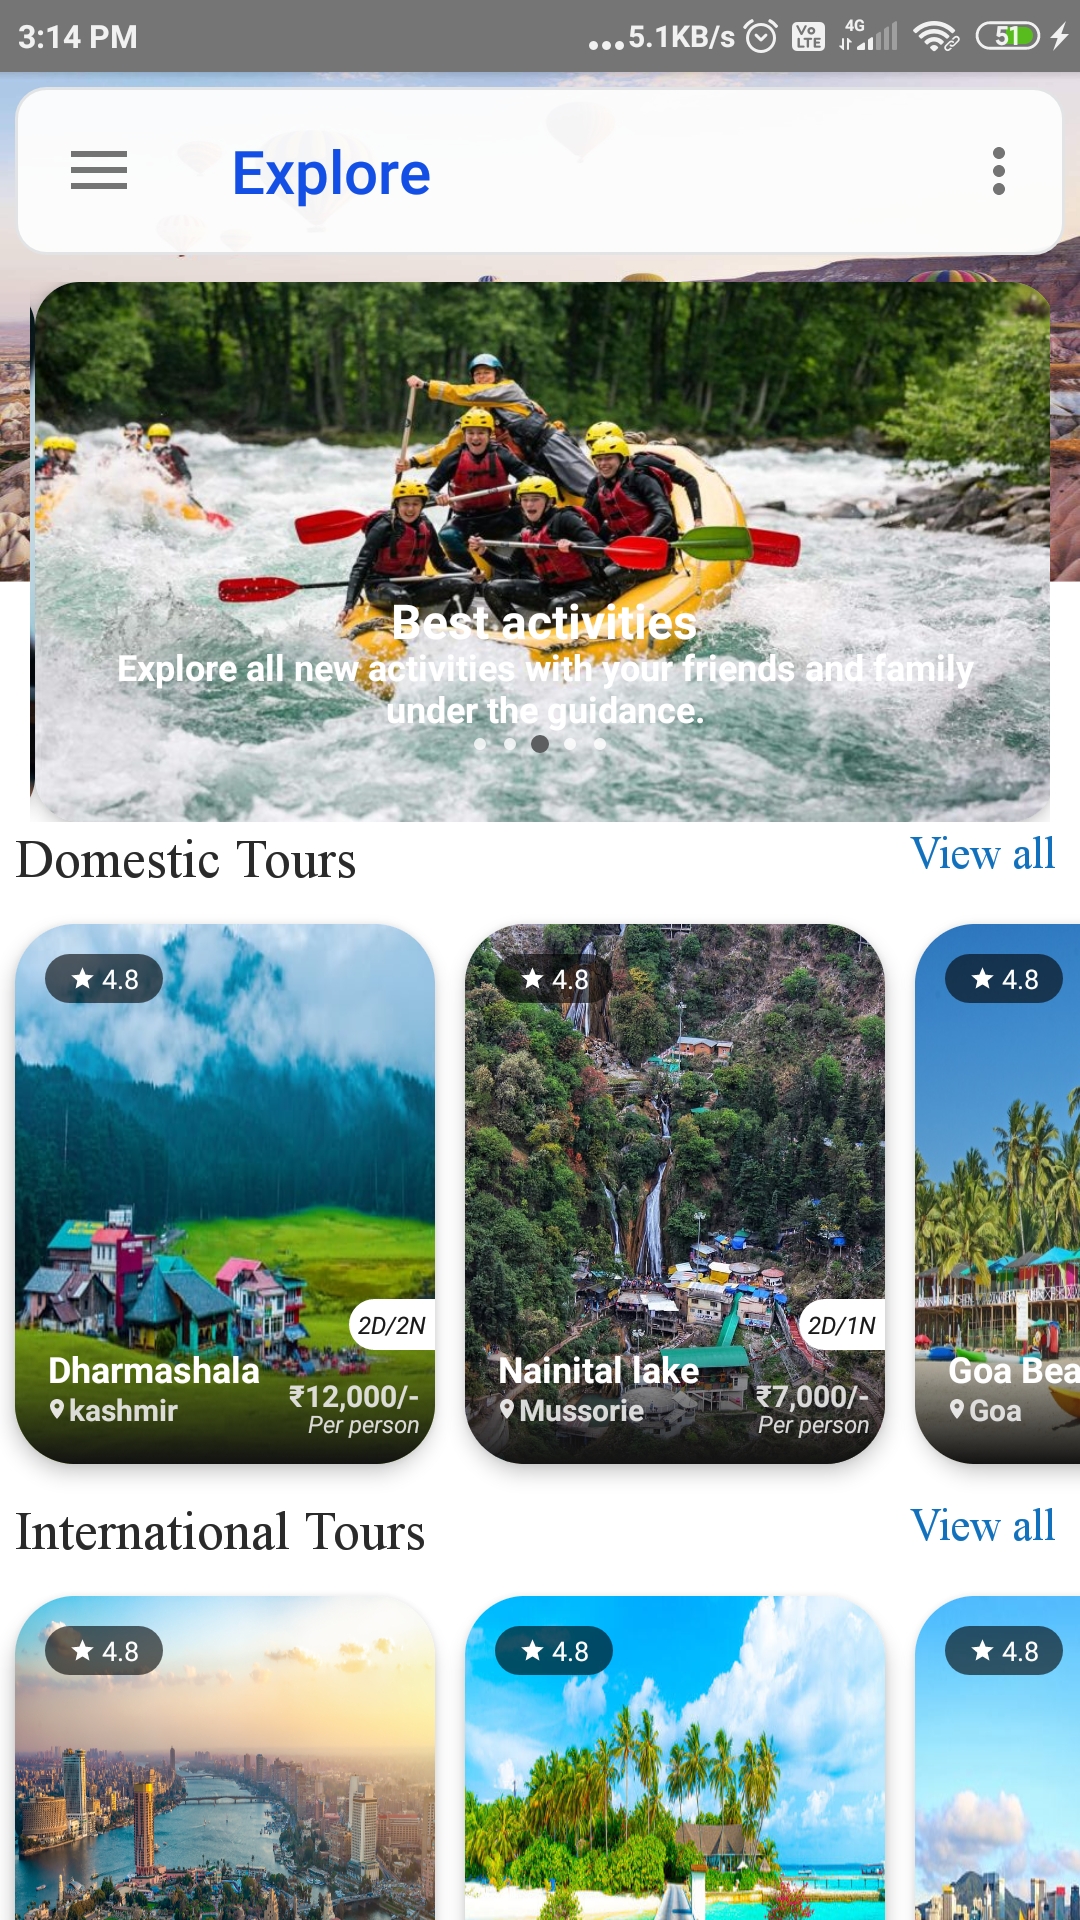 3:14 PM
...5.1KB/s
Vo LTE
4G
51
Explore
Best activities
Explore all new activities with your friends and family
under the guidance.
Domestic Tours
View all
4.8
4.8
4.8
2D/2N
2D/1N
Dharmashala
₹12,000/-
kashmir
Per person
Nainital lake
₹7,000/-
Mussorie
Per person
Goa Bea
Goa
International Tours
View all
4.8
4.8
4.8